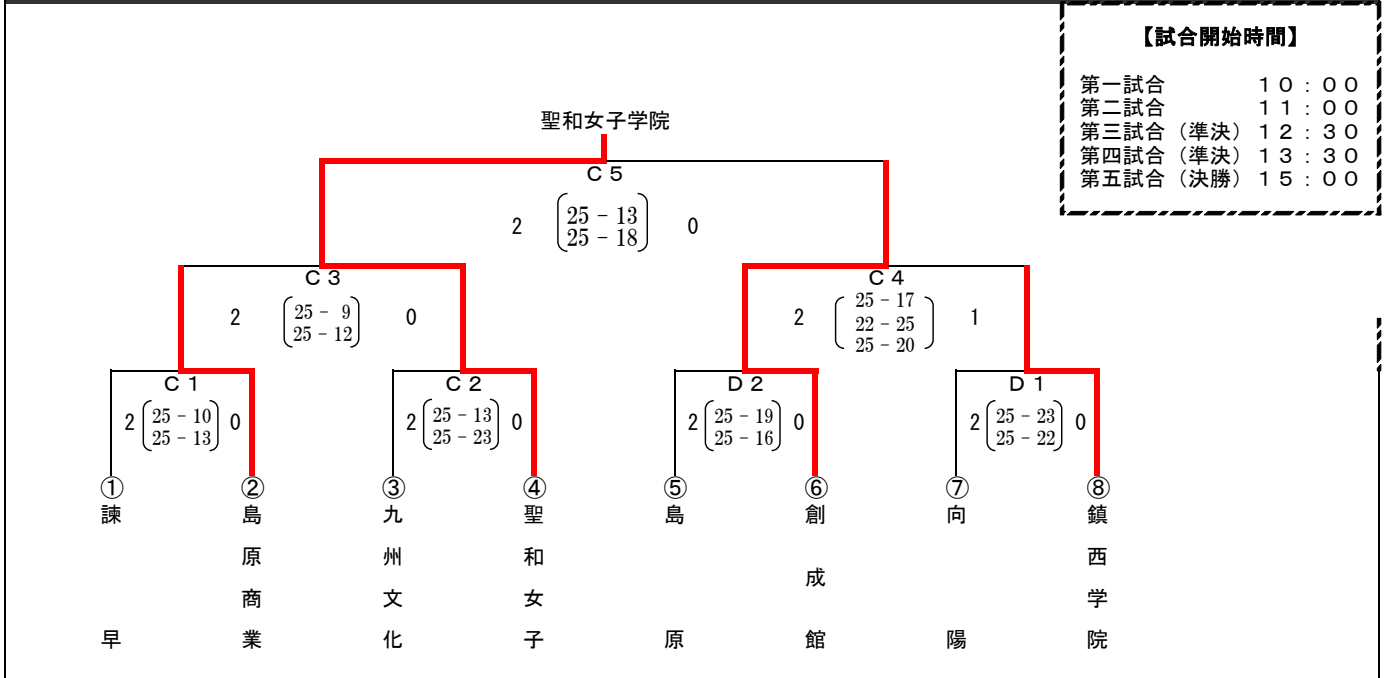 【試合開始時間】
第一試合 １０：００
第二試合 １１：００
第三試合（準決）１２：３０
第四試合（準決）１３：３０
第五試合（決勝）１５：００
聖和女子学院
Ｃ５
2 25 - 13 0
25 - 18
Ｃ３
2 25 - 9 0
25 - 12
Ｃ４
25 - 17
2 22 - 25 1
25 - 20
Ｃ１
2 25 - 10 0
25 - 13
Ｃ２
2 25 - 13 0
25 - 23
Ｄ２
2 25 - 19 0
25 - 16
Ｄ１
2 25 - 23 0
25 - 22
①
諫早
②
島原商業
③
九州文化
④
聖和女子
⑤
島原
⑥
創成館
⑦
向陽
⑧
鎮西学院